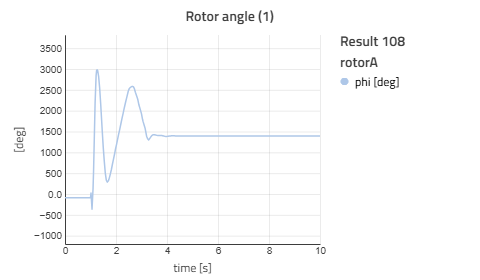 Rotor angle (1)
Result 108
rotorA
phi [deg]
[deg]
3500
3000
2500
2000
1500
1000
500
0.0
−500
−1000
0 2 4 6 8 10
time [s]